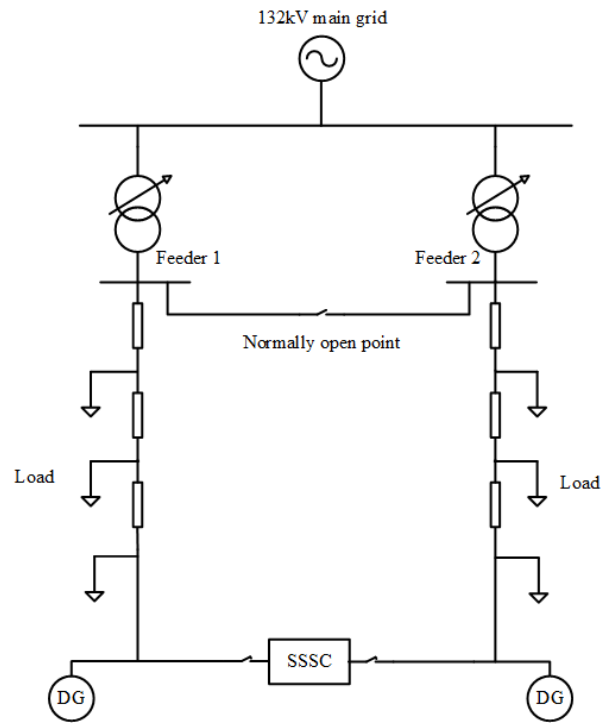 132kV main grid
Feeder 1
Feeder 2
Normally open point
Load
Load
SSSC
DG
DG